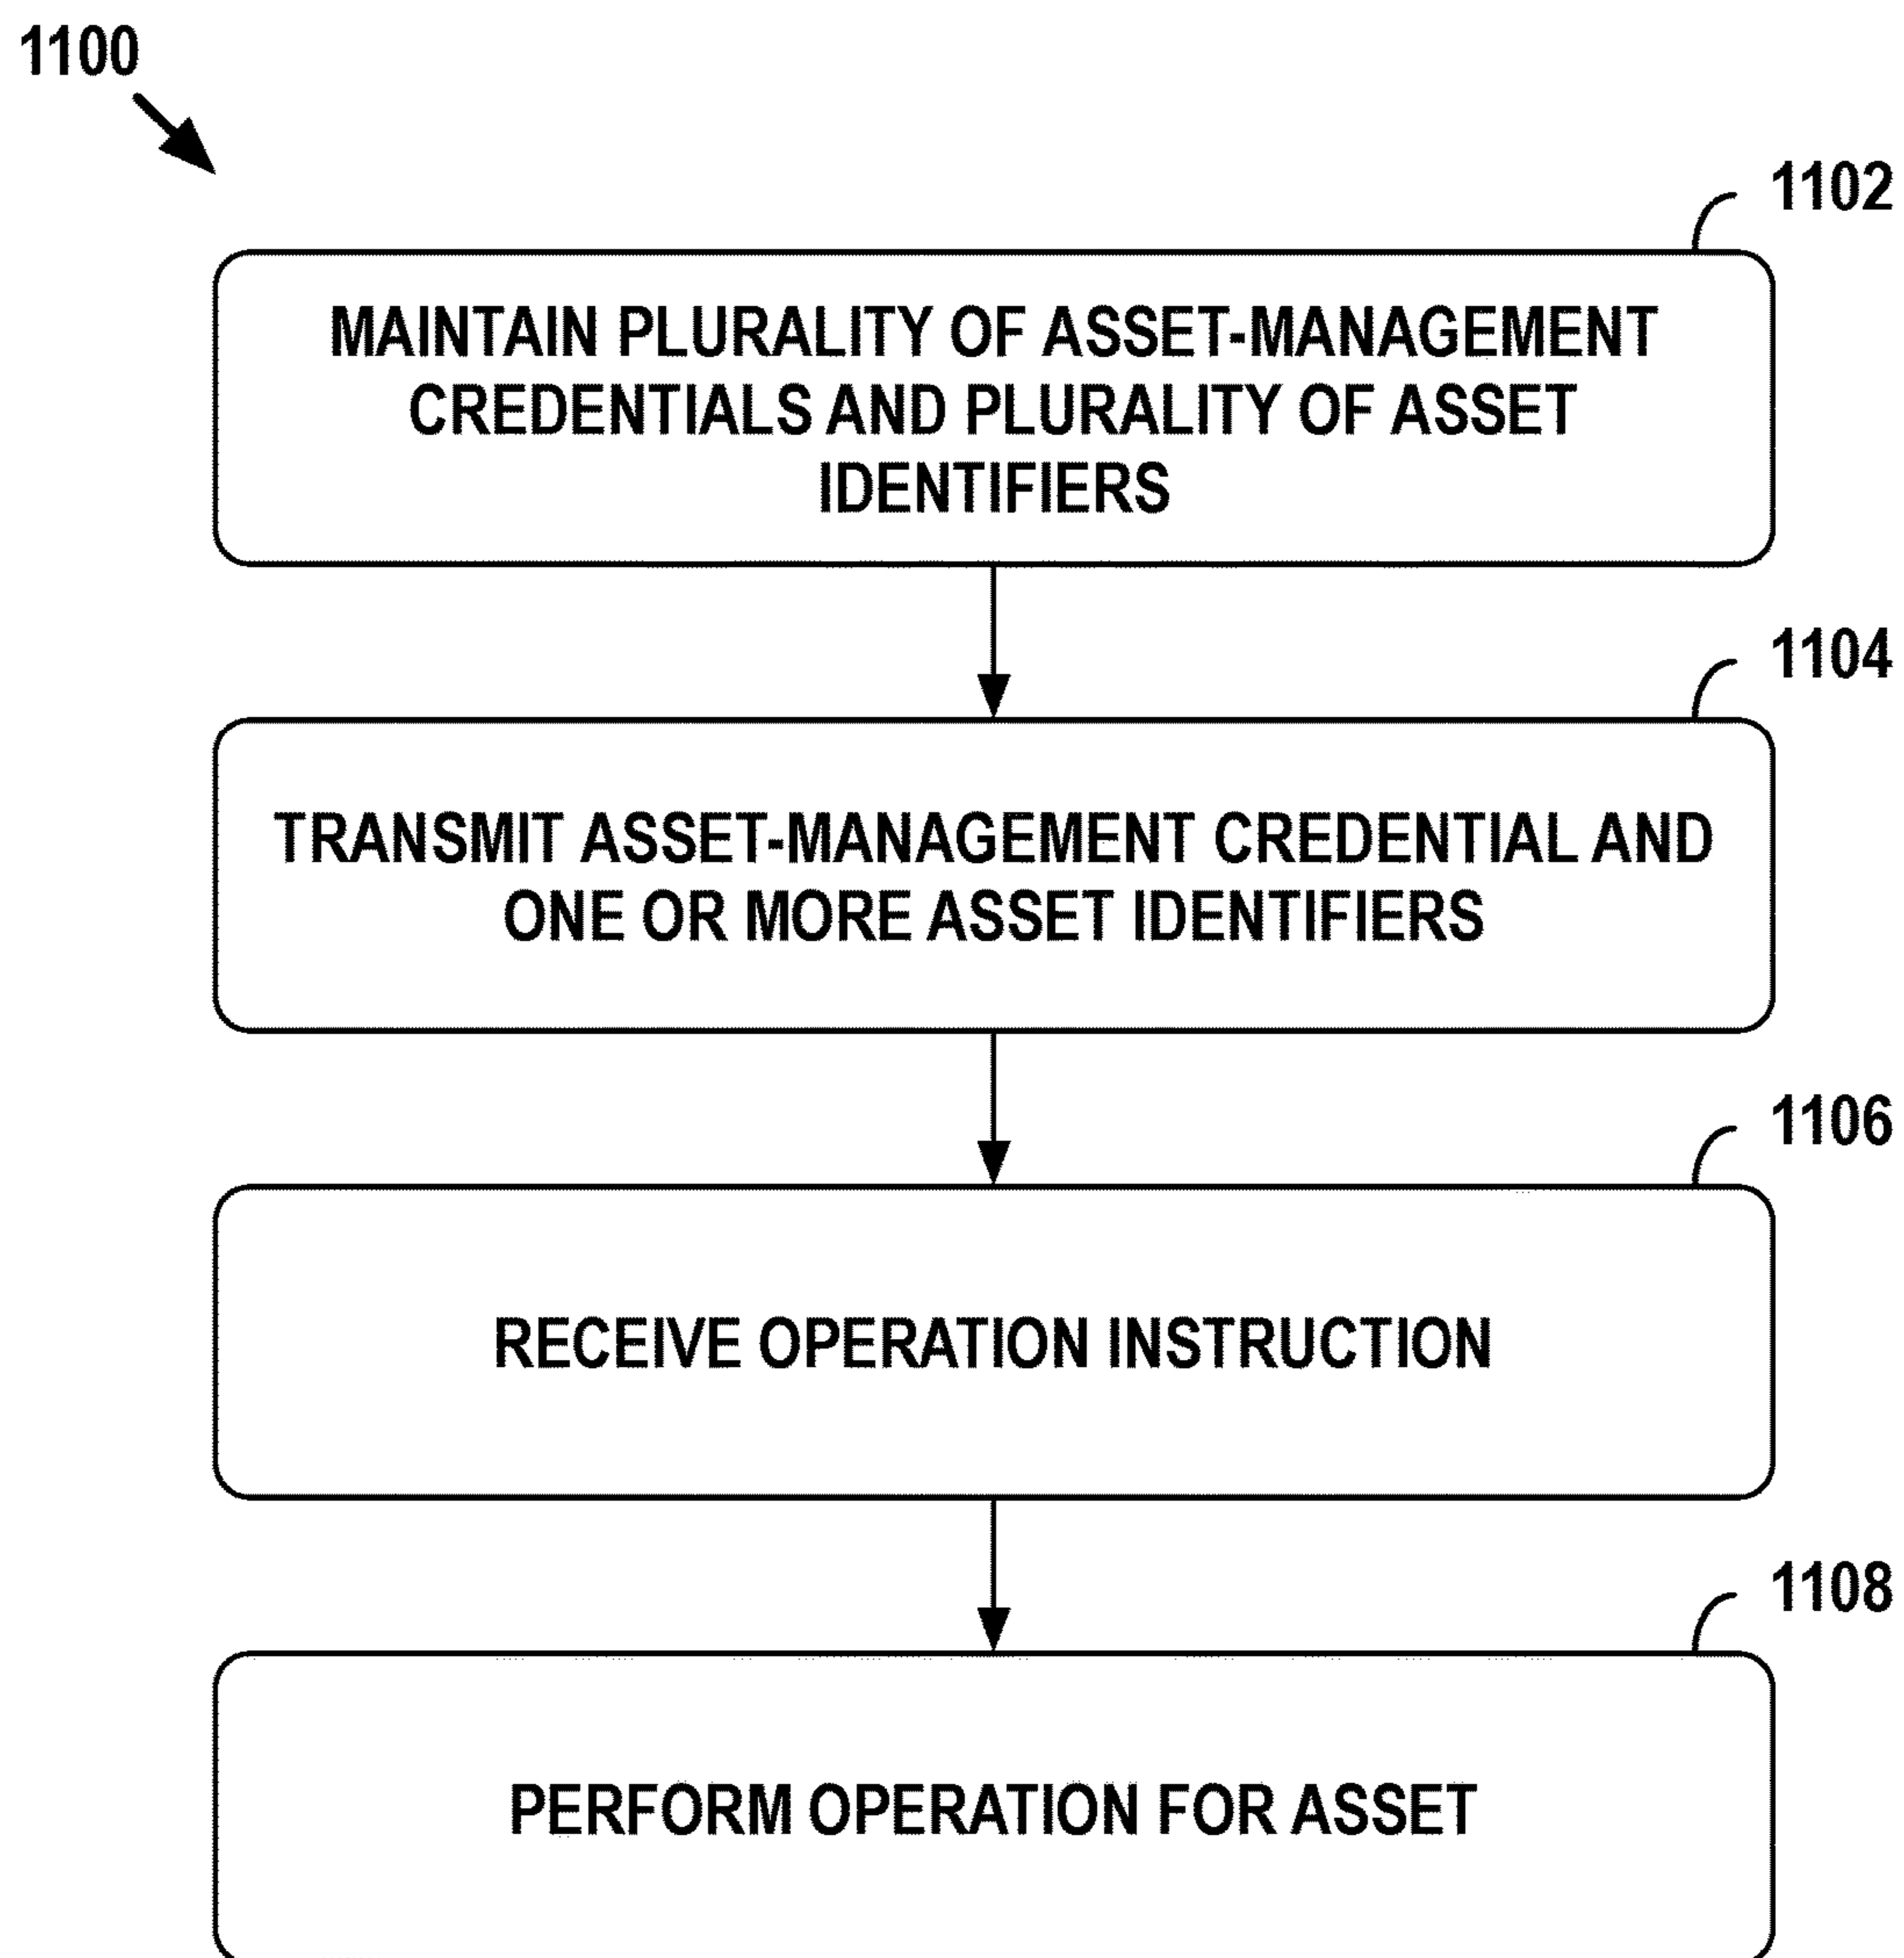 1100
1102
MAINTAIN PLURALITY OF ASSET-MANAGEMENT
CREDENTIALS AND PLURALITY OF ASSET
IDENTIFIERS
1104
TRANSMIT ASSET-MANAGEMENT CREDENTIAL AND
ONE OR MORE ASSET IDENTIFIERS
1106
RECEIVE OPERATION INSTRUCTION
1108
PERFORM OPERATION FOR ASSET